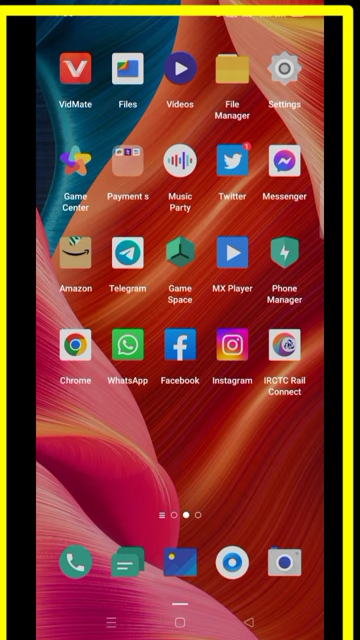 VidMate
Files
Videos
File
Manager
Settings
Game
Center
Payment s
Music
Party
Twitter
1
Messenger
Amazon
Telegram
Game
Space
MX Player
Phone
Manager
Chrome
WhatsApp
Facebook
Instagram
IRCTC Rail
Connect